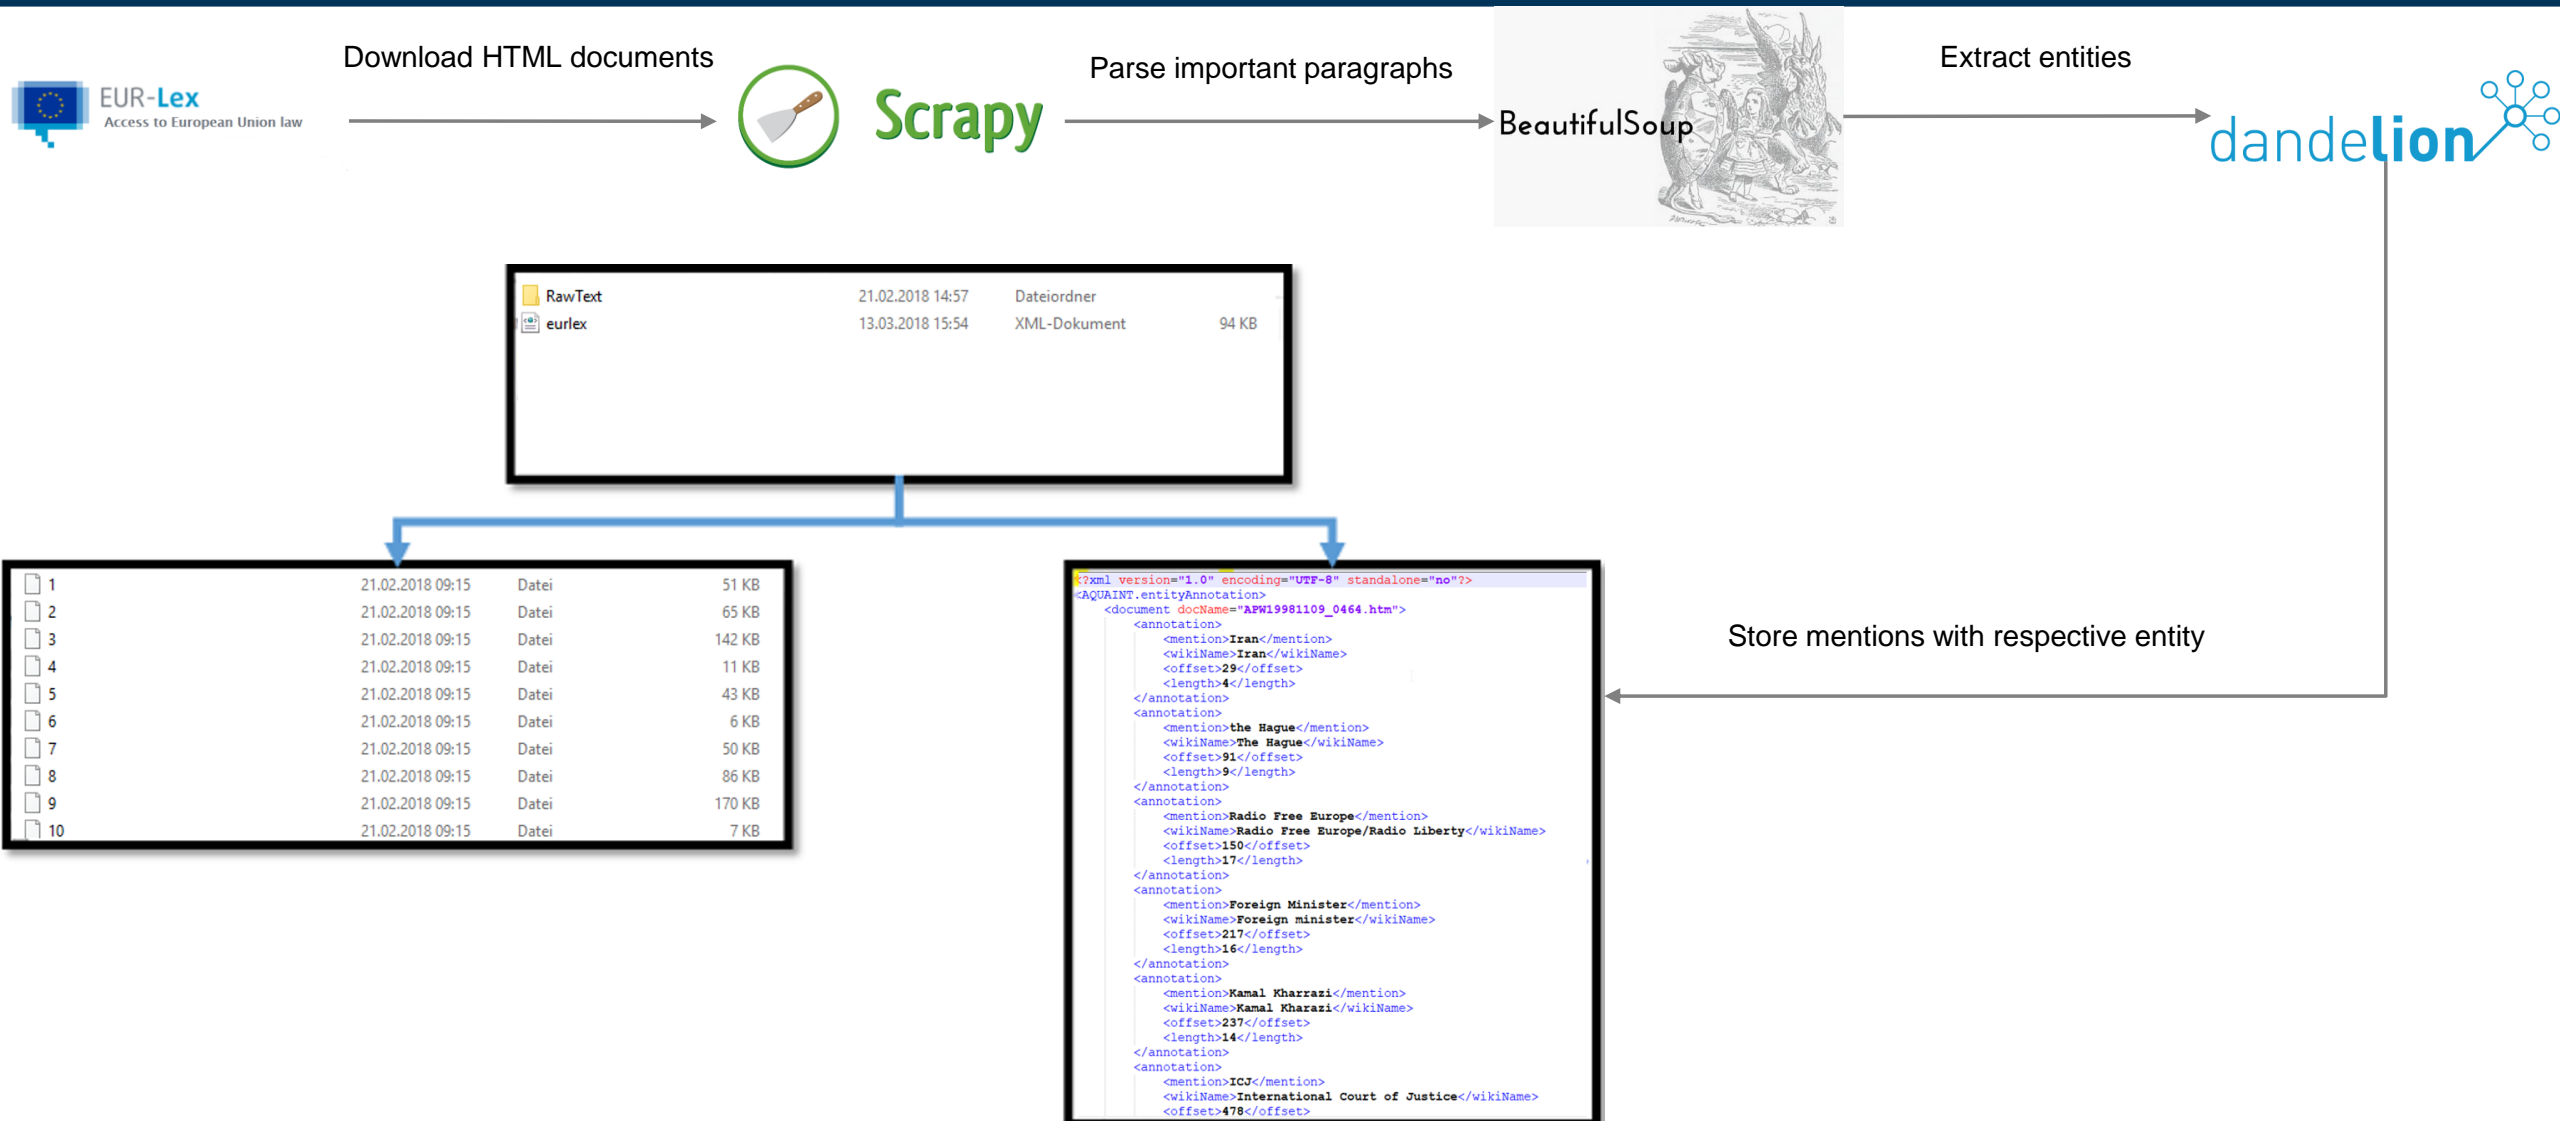 Download HTML documents
Parse important paragraphs
Extract entities
EUR-Lex
Access to European Union law
Scrapy
BeautifulSoup
dandelion
RawText 21.02.2018 14:57 Dateiordner
eurlex 13.03.2018 15:54 XML-Dokument 94 KB
1 21.02.2018 09:15 Datei 51 KB
2 21.02.2018 09:15 Datei 65 KB
3 21.02.2018 09:15 Datei 142 KB
4 21.02.2018 09:15 Datei 11 KB
5 21.02.2018 09:15 Datei 43 KB
6 21.02.2018 09:15 Datei 6 KB
7 21.02.2018 09:15 Datei 50 KB
8 21.02.2018 09:15 Datei 86 KB
9 21.02.2018 09:15 Datei 170 KB
10 21.02.2018 09:15 Datei 7 KB
<?xml version="1.0" encoding="UTF-8" standalone="no"?>
<AQUAINT.entityAnnotation>
<document docName="APW19981109_0464.htm">
<annotation>
<mention>Iran</mention>
<wikiName>Iran</wikiName>
<offset>29</offset>
<length>4</length>
</annotation>
<annotation>
<mention>the Hague</mention>
<wikiName>The Hague</wikiName>
<offset>91</offset>
<length>9</length>
</annotation>
<annotation>
<mention>Radio Free Europe</mention>
<wikiName>Radio Free Europe/Radio Liberty</wikiName>
<offset>150</offset>
<length>17</length>
</annotation>
<annotation>
<mention>Foreign Minister</mention>
<wikiName>Foreign minister</wikiName>
<offset>217</offset>
<length>16</length>
</annotation>
<annotation>
<mention>Kamal Kharrazi</mention>
<wikiName>Kamal Kharazi</wikiName>
<offset>237</offset>
<length>14</length>
</annotation>
<annotation>
<mention>ICJ</mention>
<wikiName>International Court of Justice</wikiName>
<offset>478</offset>
Store mentions with respective entity